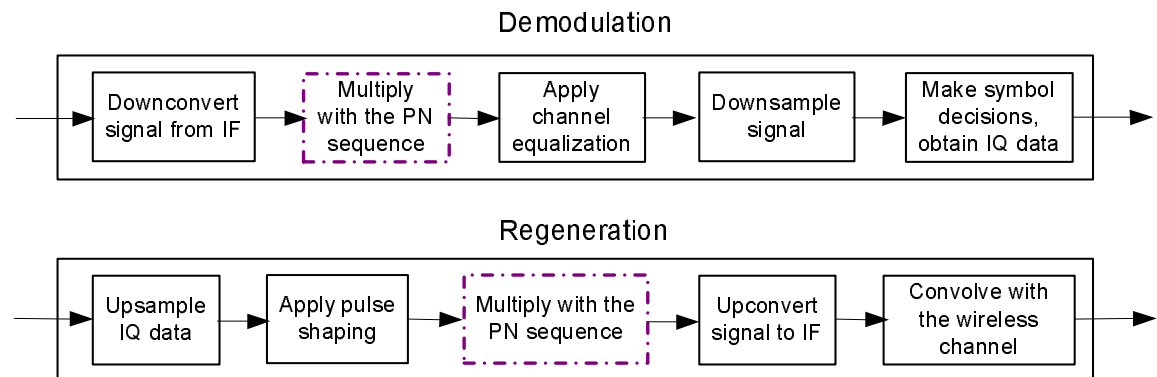 Demodulation
Downconvert
signal from IF
Multiply
with the PN
sequence
Apply
channel
equalization
Downsample
signal
Make symbol
decisions,
obtain IQ data
Regeneration
Upsample
IQ data
Apply pulse
shaping
Multiply with the
PN sequence
Upconvert
signal to IF
Convolve with
the wireless
channel